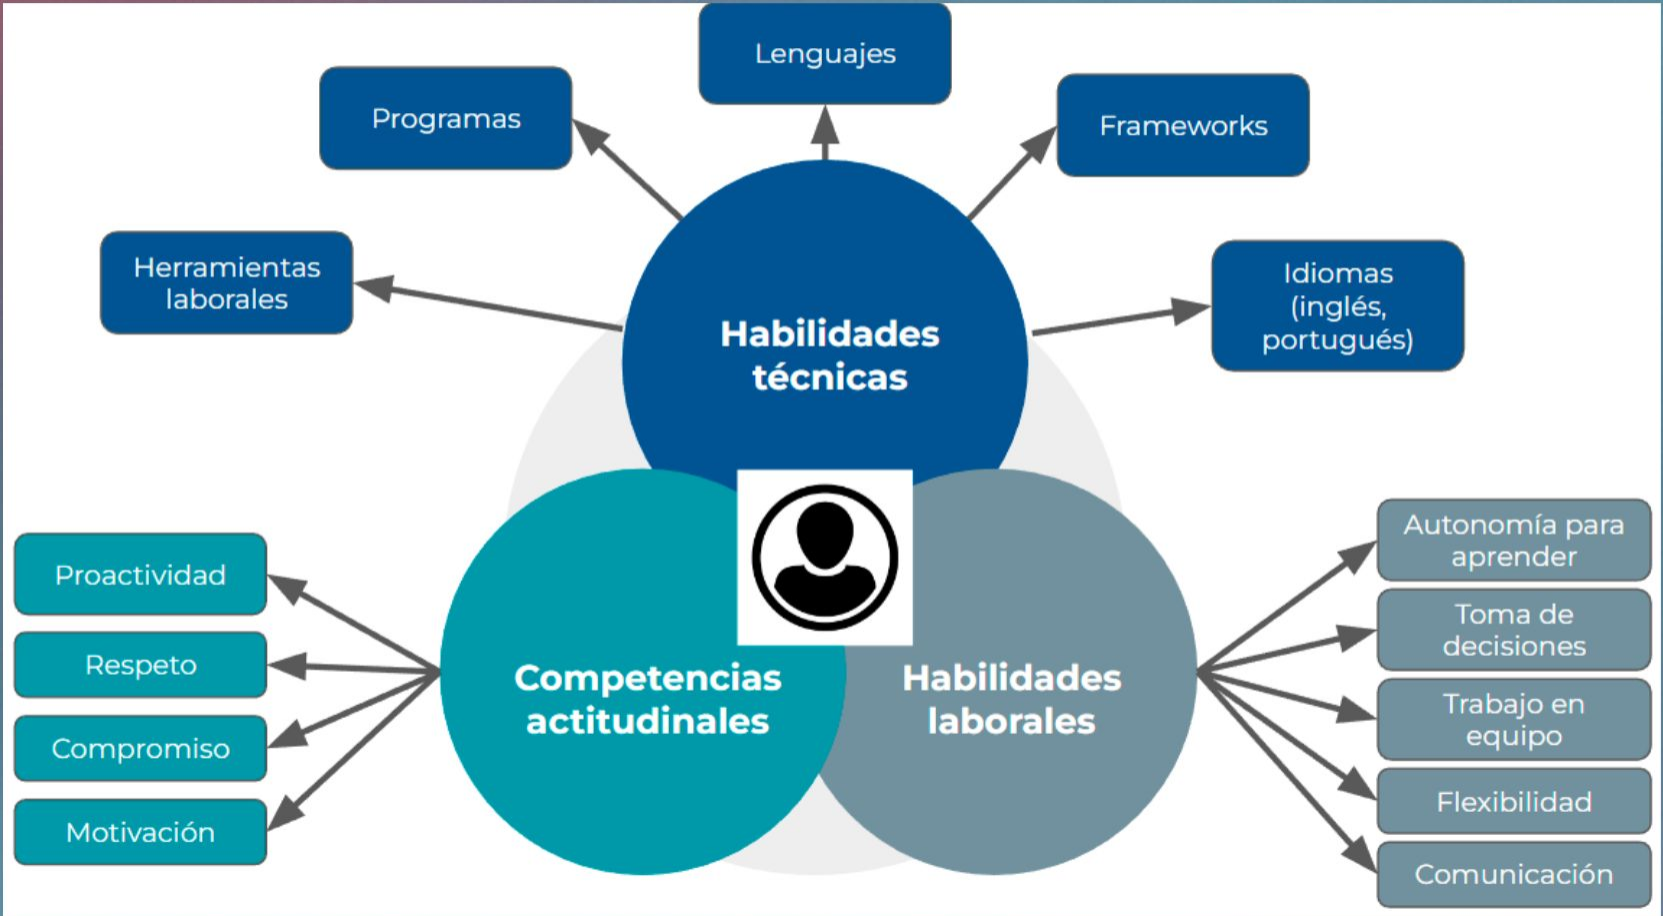 Lenguajes
Programas
Frameworks
Herramientas
laborales
Idiomas
(inglés,
portugués)
Habilidades
técnicas
Proactividad
Respeto
Compromiso
Motivación
Competencias
actitudinales
Habilidades
laborales
Autonomía para
aprender
Toma de
decisiones
Trabajo en
equipo
Flexibilidad
Comunicación